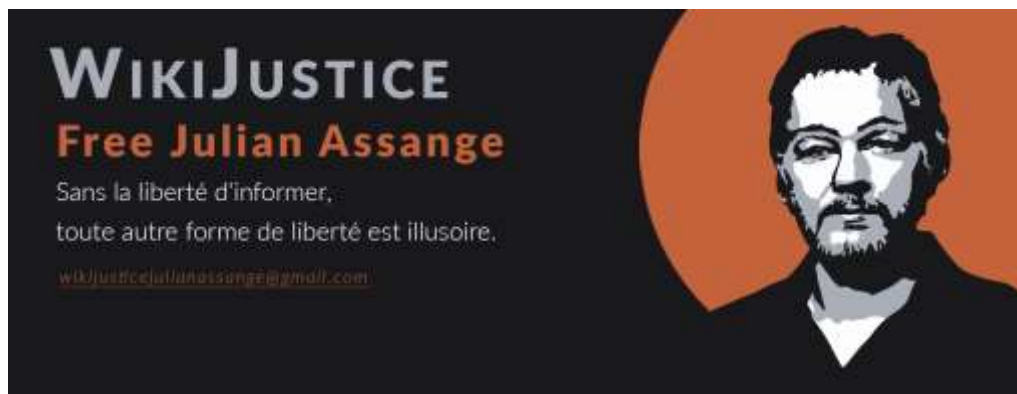 WIKIJUSTICE
Free Julian Assange
Sans la liberté d'informer,
toute autre forme de liberté est illusoire.
wikijusticejulianassange@gmail.com